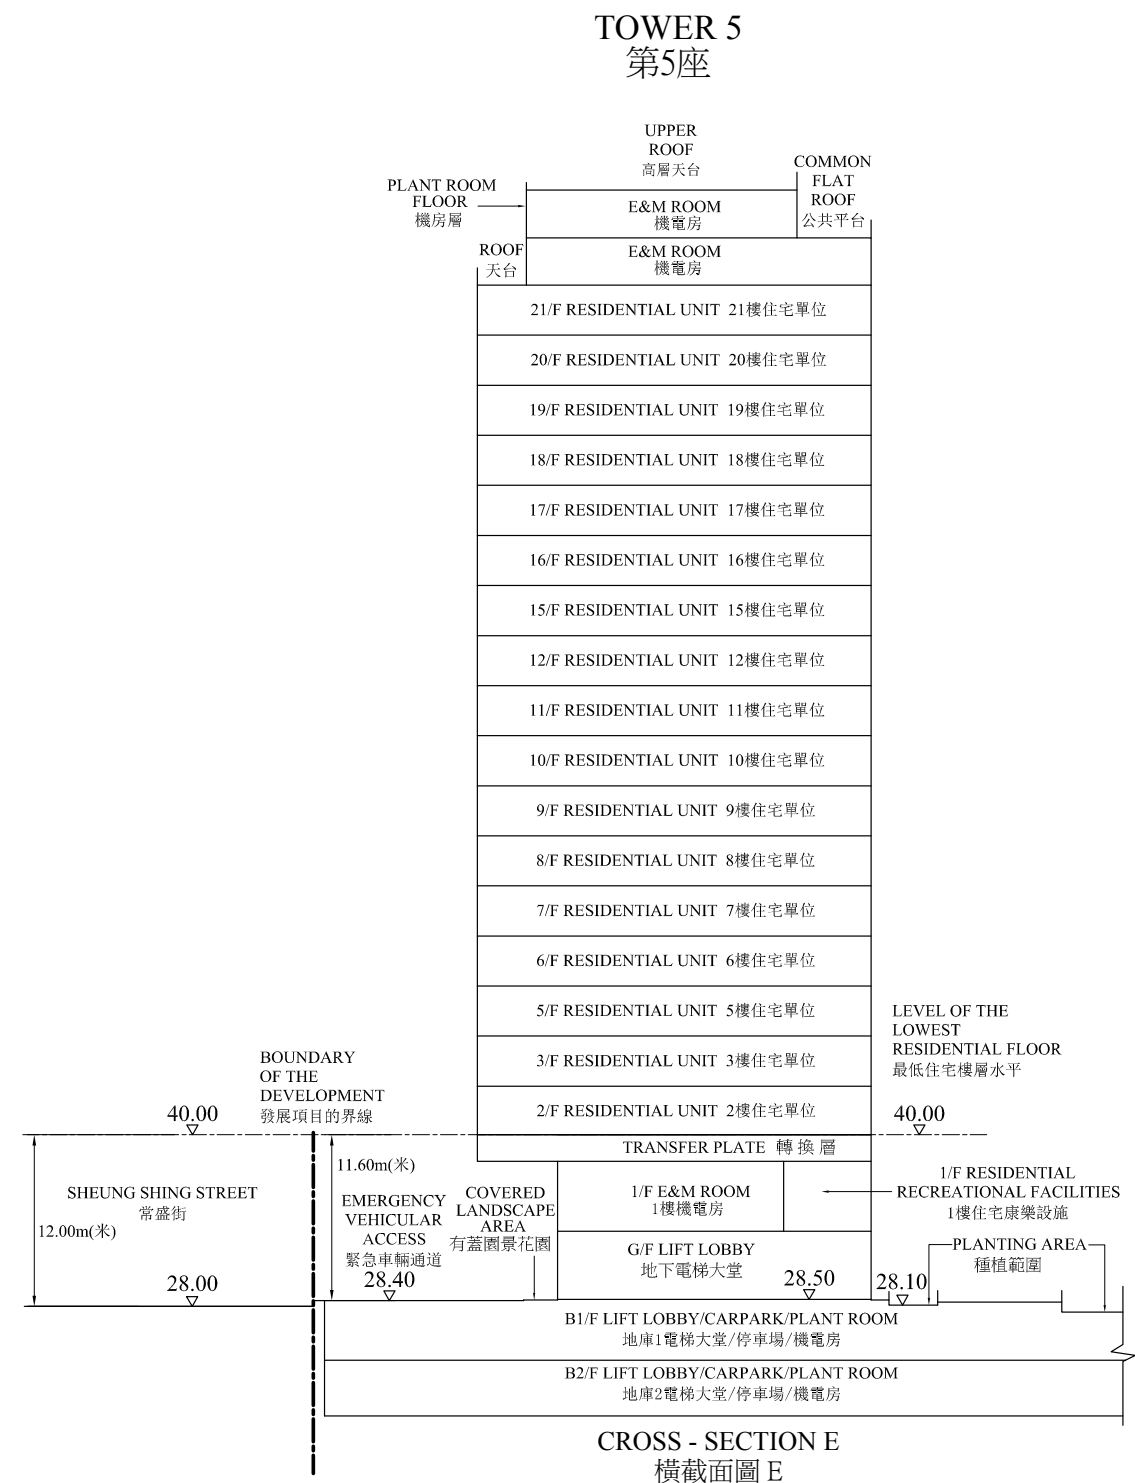 TOWER 5
第5座
UPPER
ROOF
高層天台
COMMON
FLAT
ROOF
公共平台
PLANT ROOM
FLOOR
機房層
E&M ROOM
機電房
ROOF
天台
E&M ROOM
機電房
21/F RESIDENTIAL UNIT 21樓住宅單位
20/F RESIDENTIAL UNIT 20樓住宅單位
19/F RESIDENTIAL UNIT 19樓住宅單位
18/F RESIDENTIAL UNIT 18樓住宅單位
17/F RESIDENTIAL UNIT 17樓住宅單位
16/F RESIDENTIAL UNIT 16樓住宅單位
15/F RESIDENTIAL UNIT 15樓住宅單位
12/F RESIDENTIAL UNIT 12樓住宅單位
11/F RESIDENTIAL UNIT 11樓住宅單位
10/F RESIDENTIAL UNIT 10樓住宅單位
9/F RESIDENTIAL UNIT 9樓住宅單位
8/F RESIDENTIAL UNIT 8樓住宅單位
7/F RESIDENTIAL UNIT 7樓住宅單位
6/F RESIDENTIAL UNIT 6樓住宅單位
5/F RESIDENTIAL UNIT 5樓住宅單位
3/F RESIDENTIAL UNIT 3樓住宅單位
2/F RESIDENTIAL UNIT 2樓住宅單位
LEVEL OF THE
LOWEST
RESIDENTIAL FLOOR
最低住宅樓層水平
40.00
BOUNDARY
OF THE
DEVELOPMENT
發展項目的界線
40.00
TRANSFER PLATE 轉換層
11.60m(米)
SHEUNG SHING STREET
常盛街
12.00m(米)
28.00
EMERGENCY
VEHICULAR
ACCESS
緊急車輛通道
28.40
COVERED
LANDSCAPE
AREA
有蓋園景花園
1/F E&M ROOM
1樓機電房
1/F RESIDENTIAL
RECREATIONAL FACILITIES
1樓住宅康樂設施
G/F LIFT LOBBY
地下電梯大堂
28.50
28.10
PLANTING AREA
種植範圍
B1/F LIFT LOBBY/CARPARK/PLANT ROOM
地庫1電梯大堂/停車場/機電房
B2/F LIFT LOBBY/CARPARK/PLANT ROOM
地庫2電梯大堂/停車場/機電房
CROSS - SECTION E
橫截面圖 E